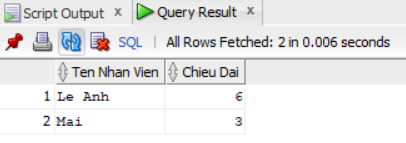 Script Output x Query Result x
SQL | All Rows Fetched: 2 in 0.006 seconds
Ten Nhan Vien Chieu Dai
1 Le Anh 6
2 Mai 3